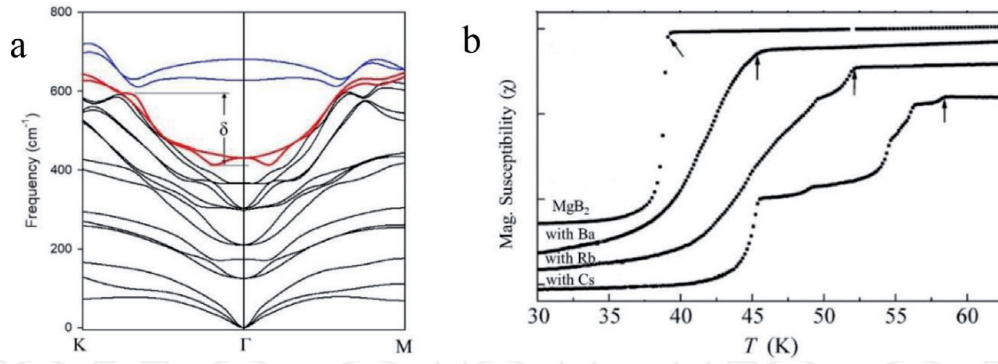 a
800
600
400
200
0
Frequency (cm⁻¹)
δ
K
Γ
M
b
Mag. Susceptibility (χ)
MgB₂
with Ba
with Rb
with Cs
30
35
40
45
50
55
60
T (K)